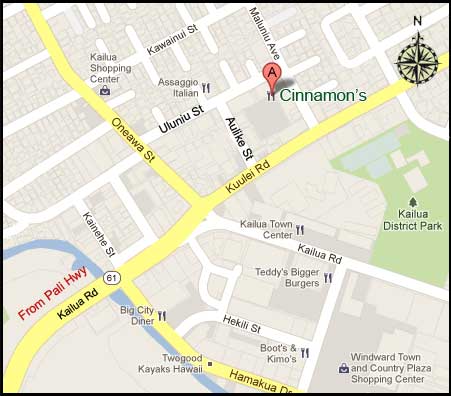 N
Kawainui St
Maluniu Ave
Kailua
Shopping
Center
Assaggio
Italian
A
Cinnamon's
Uluniu St
Oneawa St
Aulike St
Kuulei Rd
Kailua
District Park
Kainehe St
Kailua Town
Center
Kailua Rd
From Pali Hwy
61
Kailua Rd
Teddy's Bigger
Burgers
Big City
Diner
Hekili St
Boot's &
Kimo's
Twogood
Kayaks Hawaii
Windward Town
and Country Plaza
Shopping Center
Hamakua Dr